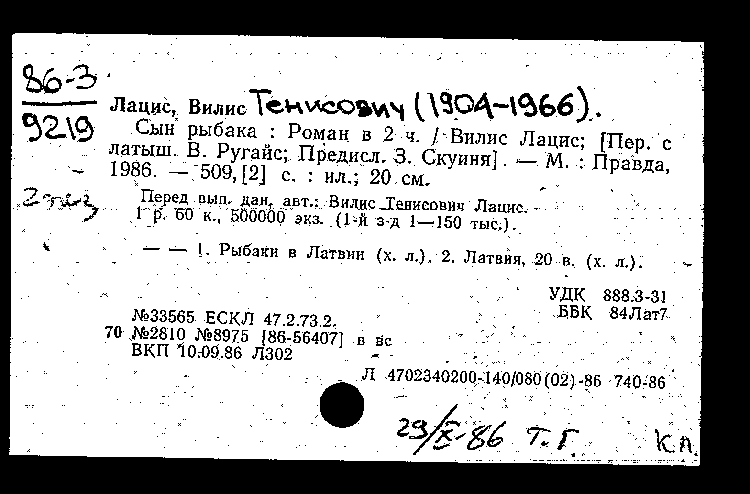 86-3
9219
Лацис, Вилис Тенисович (1904-1966).
Сын рыбака : Роман в 2 ч. / Вилис Лацис; [Пер. с
латыш. В. Ругайс; Предисл. З. Скуиня]. — М. : Правда,
1986. — 509, [2] с. : ил.; 20 см.
2 экз
Перед вып. дан. авт.: Вилис Тенисович Лацис.
1 р. 60 к., 500000 экз. (1-й з-д 1—150 тыс.).
— — 1. Рыбаки в Латвии (х. л.). 2. Латвия, 20 в. (х. л.).
УДК 888.3-31
ББК 84Лат7
№33565 ЕСКЛ 47.2.73.2.
70 №2810 №8975 [86-56407] в вс
ВКП 10.09.86 Л302
Л 4702340200-140/080(02)-86 740-86
29/X-86 Т.Г. К.А.